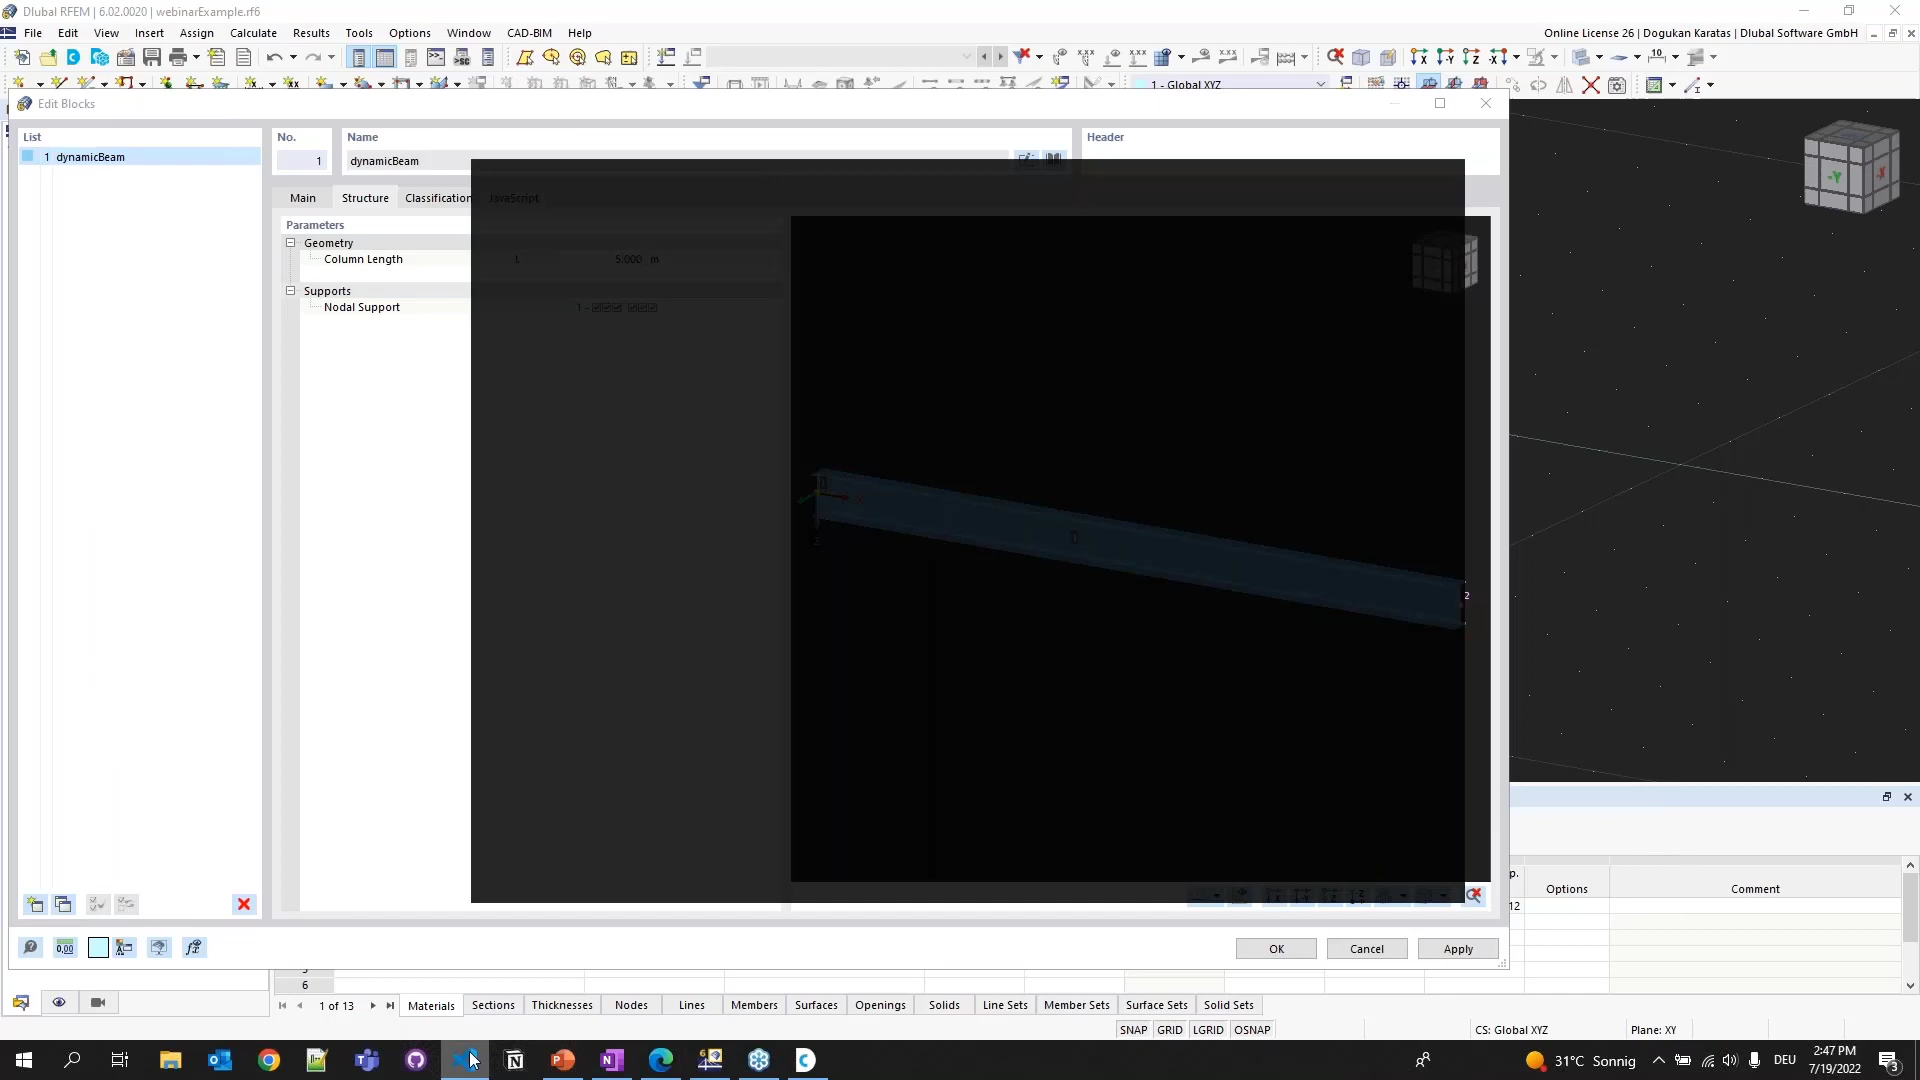 Dlubal RFEM | 6.02.0020 | webinarExample.rf6
File Edit View Insert Assign Calculate Results Tools Options Window CAD-BIM Help
Online License 26 | Dogukan Karatas | Dlubal Software GmbH
1 - Global XYZ
Edit Blocks
List
1 dynamicBeam
No.
1
Name
dynamicBeam
Header
Main Structure Classification JavaScript
Parameters
Geometry
Column Length L 5.000 m
Supports
Nodal Support 1 -
-Y
-X
1
2
Z
OK Cancel Apply
p. Options Comment
12
6
1 of 13
Materials Sections Thicknesses Nodes Lines Members Surfaces Openings Solids Line Sets Member Sets Surface Sets Solid Sets
SNAP GRID LGRID OSNAP
CS: Global XYZ
Plane: XY
31°C Sonnig
DEU
2:47 PM
7/19/2022
3